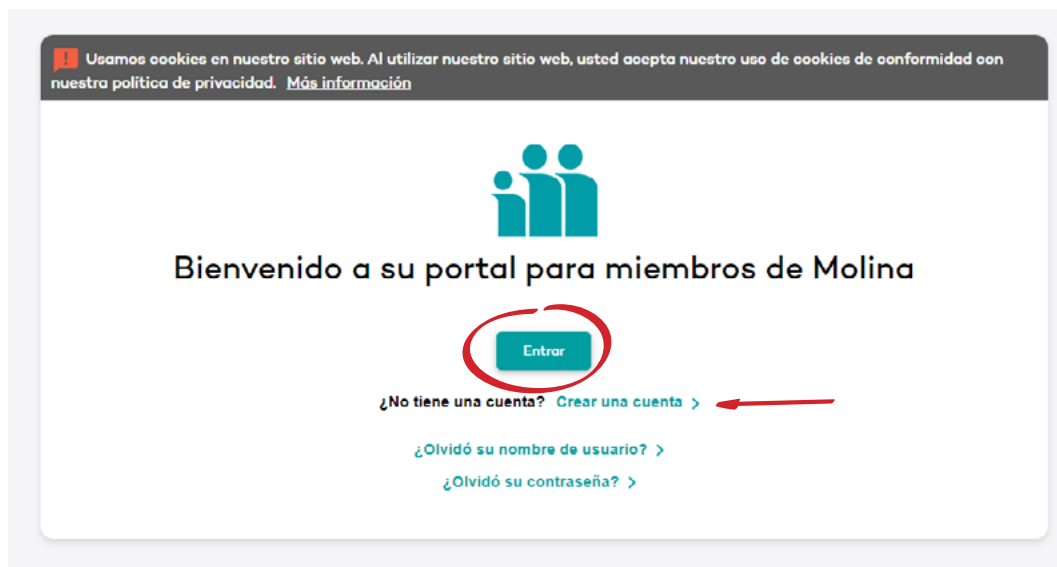 Usamos cookies en nuestro sitio web. Al utilizar nuestro sitio web, usted acepta nuestro uso de cookies de conformidad con
nuestra política de privacidad. Más información
Bienvenido a su portal para miembros de Molina
Entrar
¿No tiene una cuenta? Crear una cuenta >
¿Olvidó su nombre de usuario? >
¿Olvidó su contraseña? >